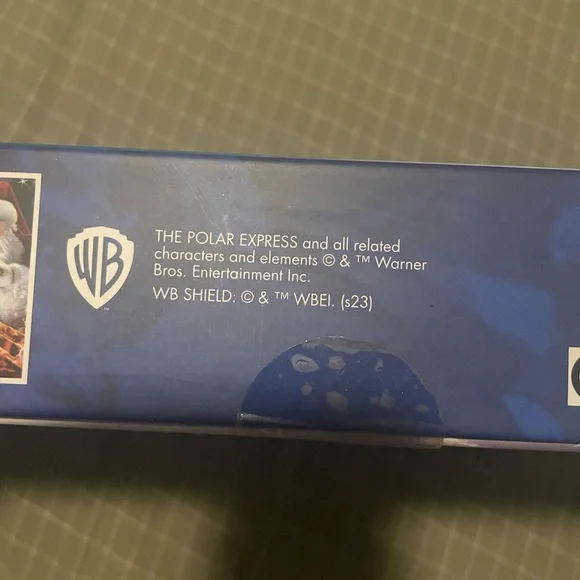 WB
™
THE POLAR EXPRESS and all related
characters and elements © & ™ Warner
Bros. Entertainment Inc.
WB SHIELD: © & ™ WBEI. (s23)